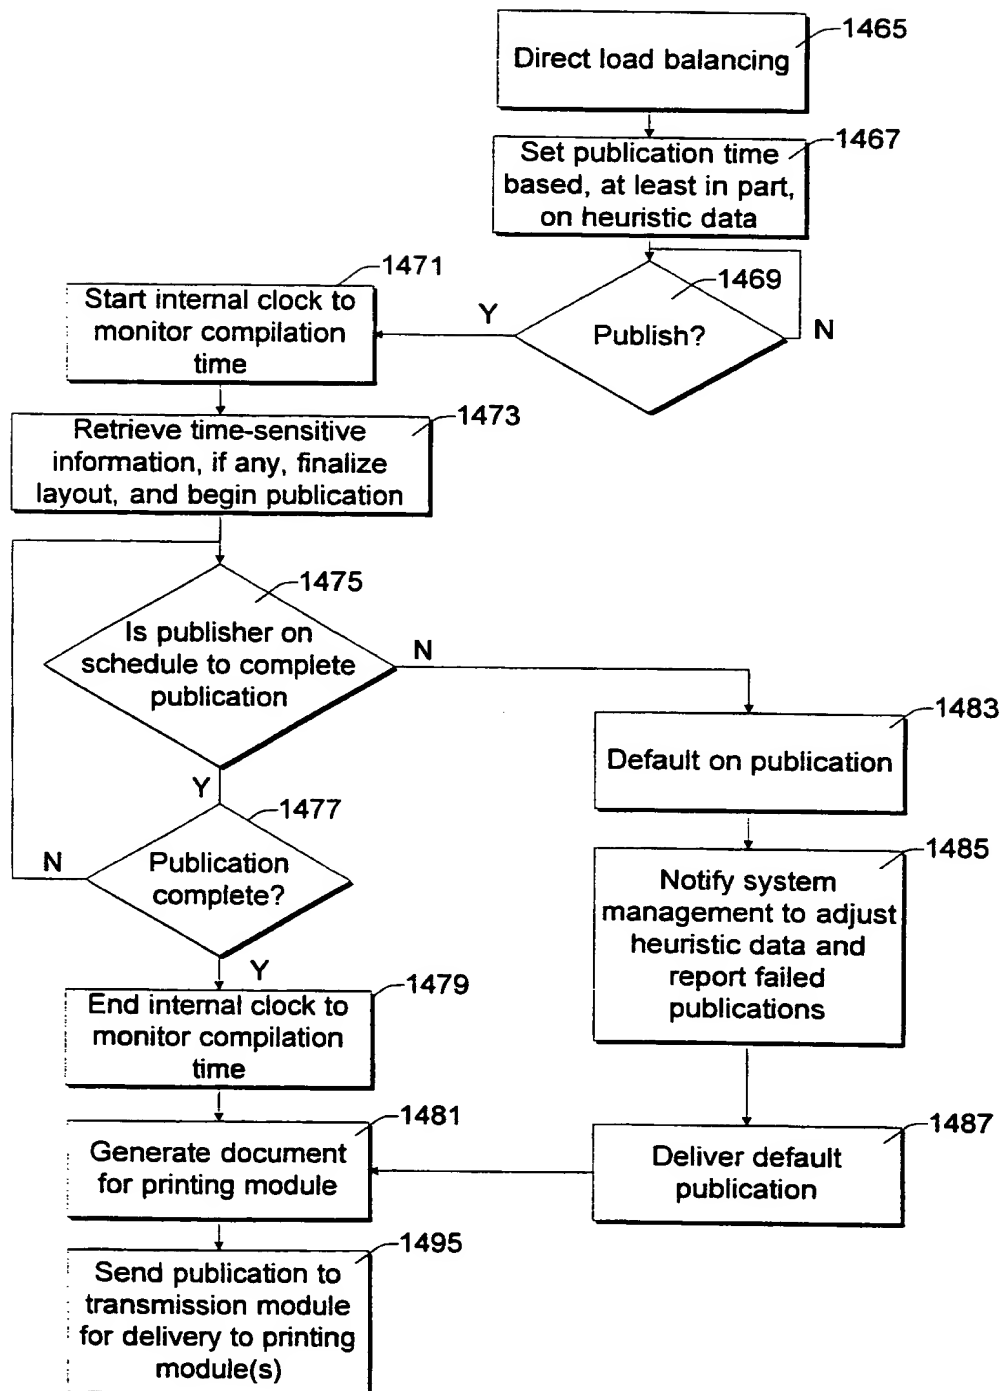 1465
Direct load balancing
1467
Set publication time
based, at least in part,
on heuristic data
1469
Publish?
N
Y
1471
Start internal clock to
monitor compilation
time
1473
Retrieve time-sensitive
information, if any, finalize
layout, and begin publication
1475
Is publisher on
schedule to complete
publication
N
Y
1477
Publication
complete?
N
Y
1479
End internal clock to
monitor compilation
time
1481
Generate document
for printing module
1495
Send publication to
transmission module
for delivery to printing
module(s)
1483
Default on publication
1485
Notify system
management to adjust
heuristic data and
report failed
publications
1487
Deliver default
publication